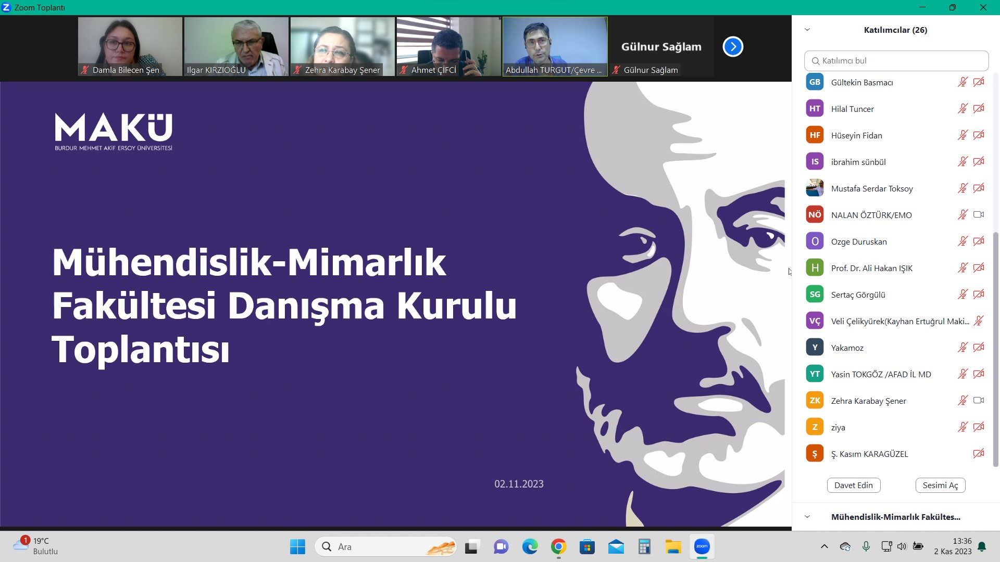 Zoom Toplantı
Damla Bilecen Şen
Ilgar KIRZIOĞLU
Zehra Karabay Şener
Ahmet ÇİFCİ
Abdullah TURGUT/Çevre ...
Gülnur Sağlam
Gülnur Sağlam
MAKÜ
BURDUR MEHMET AKİF ERSOY ÜNİVERSİTESİ
Mühendislik-Mimarlık
Fakültesi Danışma Kurulu
Toplantısı
02.11.2023
Katılımcılar (26)
Katılımcı bul
GB Gültekin Basmacı
HT Hilal Tuncer
HF Hüseyin Fidan
IS ibrahim sünbül
Mustafa Serdar Toksoy
NÖ NALAN ÖZTÜRK/EMO
O Ozge Duruskan
H Prof. Dr. Ali Hakan IŞIK
SG Sertaç Görgülü
VÇ Veli Çelikyürek(Kayhan Ertuğrul Maki...
Y Yakamoz
YT Yasin TOKGÖZ /AFAD İL MD
ZK Zehra Karabay Şener
Z ziya
Ş Ş. Kasım KARAGÜZEL
Davet Edin
Sesimi Aç
Mühendislik-Mimarlık Fakültes...
1
19°C
Bulutlu
Ara
zoom
13:36
2 Kas 2023